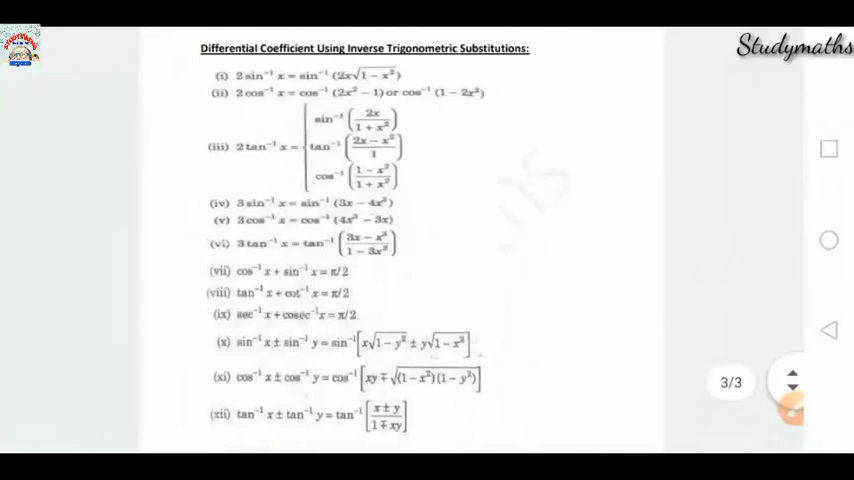 Studymaths
Differential Coefficient Using Inverse Trigonometric Substitutions:
(i) 2 sin⁻¹ x = sin⁻¹ (2x√(1 − x²))
(ii) 2 cos⁻¹ x = cos⁻¹ (2x² − 1) or cos⁻¹ (1 − 2x²)
(iii) 2 tan⁻¹ x = { sin⁻¹ (2x / (1 + x²))
tan⁻¹ ((2x − x²) / 1)
cos⁻¹ ((1 − x²) / (1 + x²))
(iv) 3 sin⁻¹ x = sin⁻¹ (3x − 4x³)
(v) 3 cos⁻¹ x = cos⁻¹ (4x³ − 3x)
(vi) 3 tan⁻¹ x = tan⁻¹ ((3x − x³) / (1 − 3x²))
(vii) cos⁻¹ x + sin⁻¹ x = π/2
(viii) tan⁻¹ x + cot⁻¹ x = π/2
(ix) sec⁻¹ x + cosec⁻¹ x = π/2
(x) sin⁻¹ x ± sin⁻¹ y = sin⁻¹ [x√(1 − y²) ± y√(1 − x²)]
(xi) cos⁻¹ x ± cos⁻¹ y = cos⁻¹ [xy ∓ √((1 − x²)(1 − y²))]
(xii) tan⁻¹ x ± tan⁻¹ y = tan⁻¹ [(x ± y) / (1 ∓ xy)]
3/3